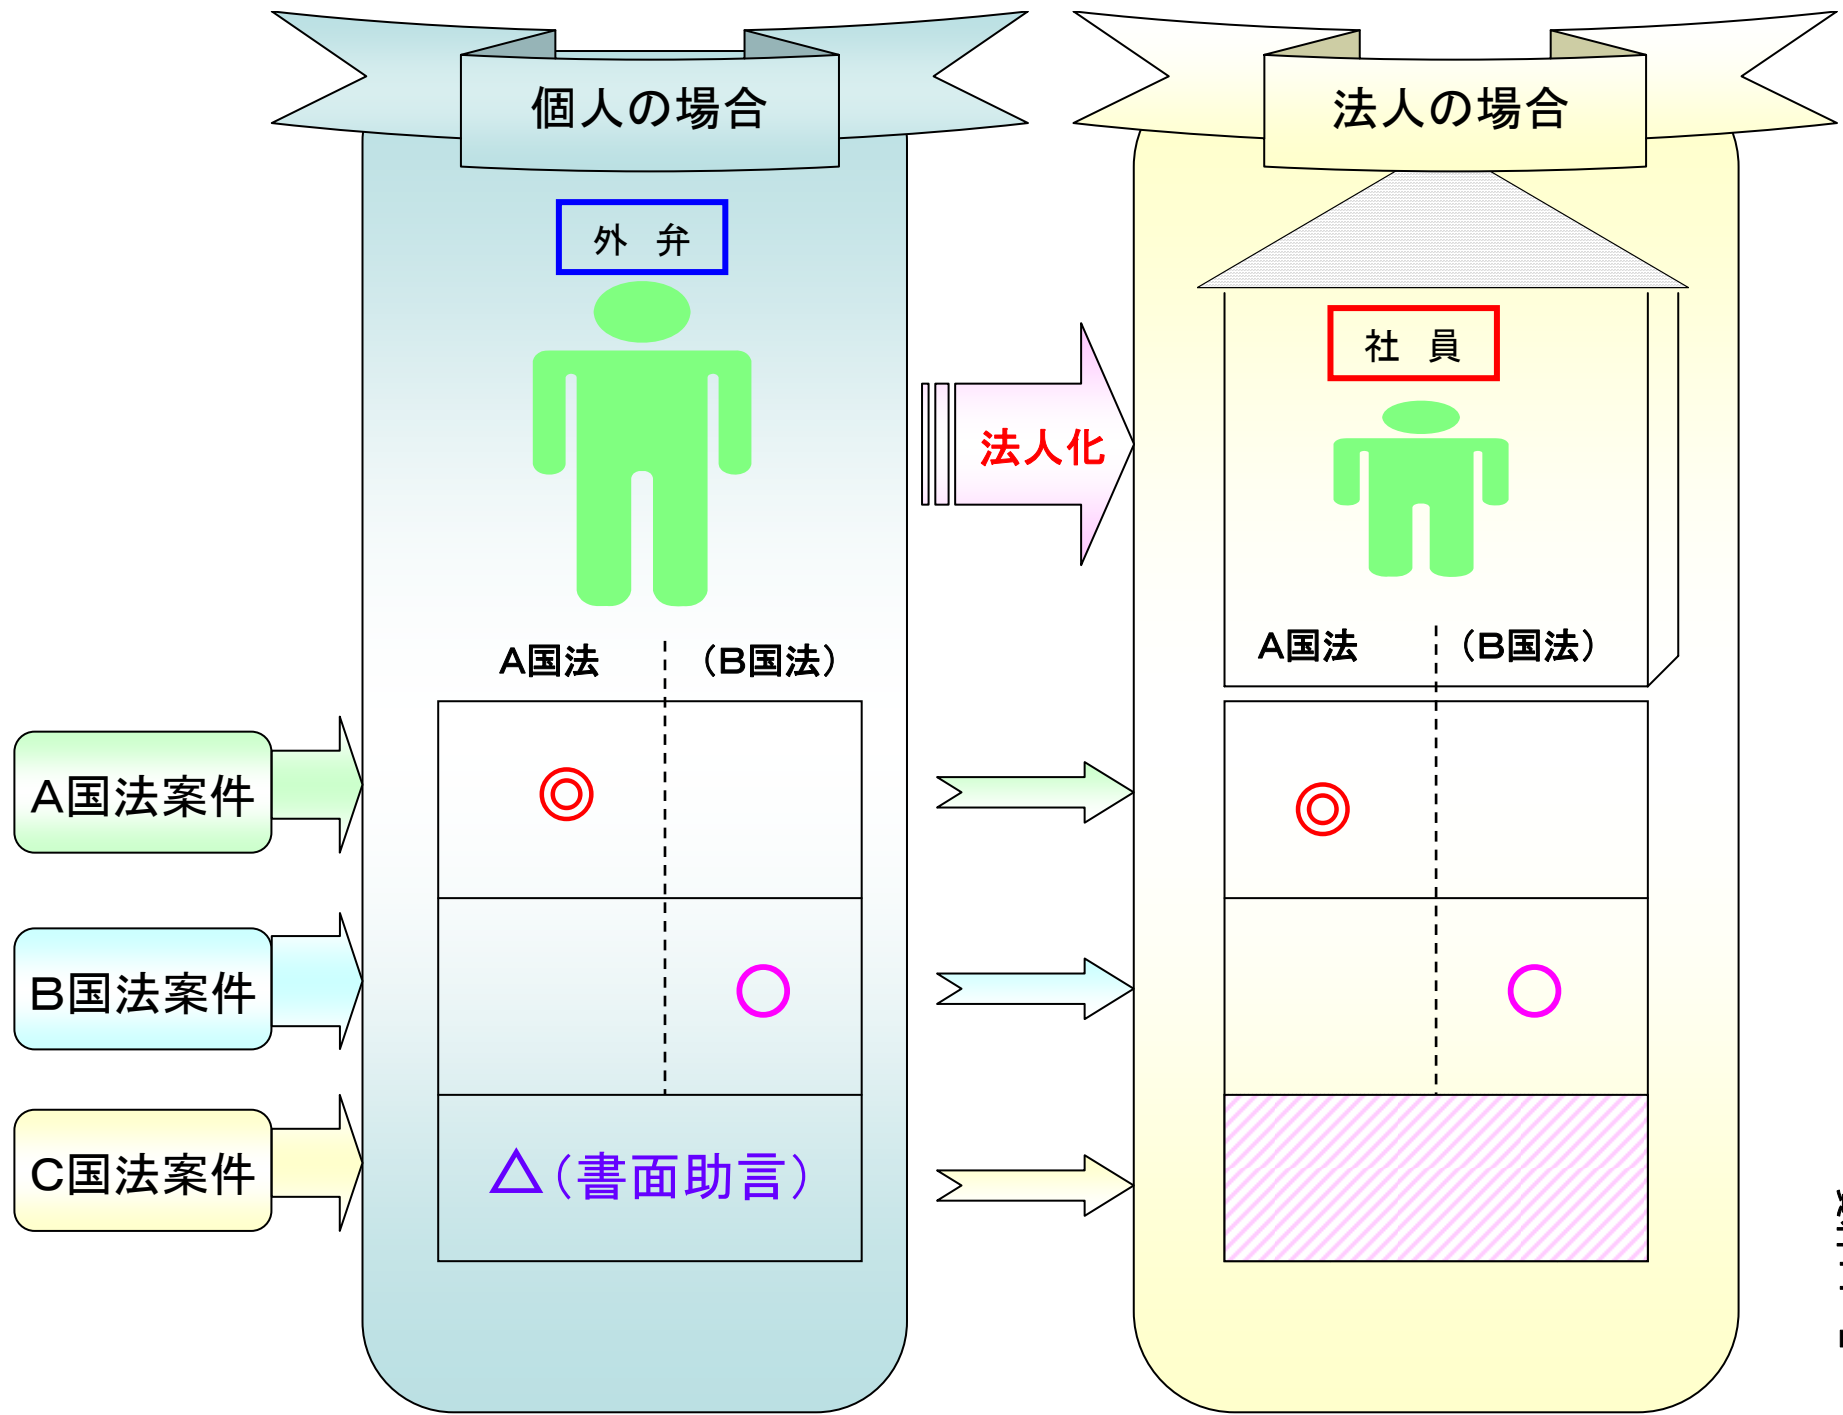 個人の場合
法人の場合
外 弁
社 員
法人化
A国法
（B国法）
A国法
（B国法）
A国法案件
◎
◎
B国法案件
○
○
C国法案件
△（書面助言）